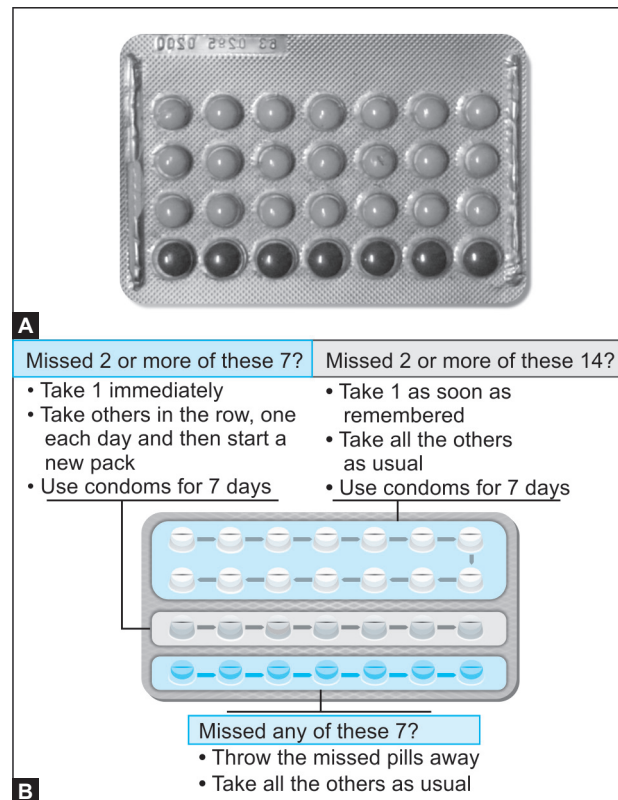 A
Missed 2 or more of these 7?
• Take 1 immediately
• Take others in the row, one
each day and then start a
new pack
• Use condoms for 7 days
Missed 2 or more of these 14?
• Take 1 as soon as
remembered
• Take all the others
as usual
• Use condoms for 7 days
Missed any of these 7?
• Throw the missed pills away
• Take all the others as usual
B